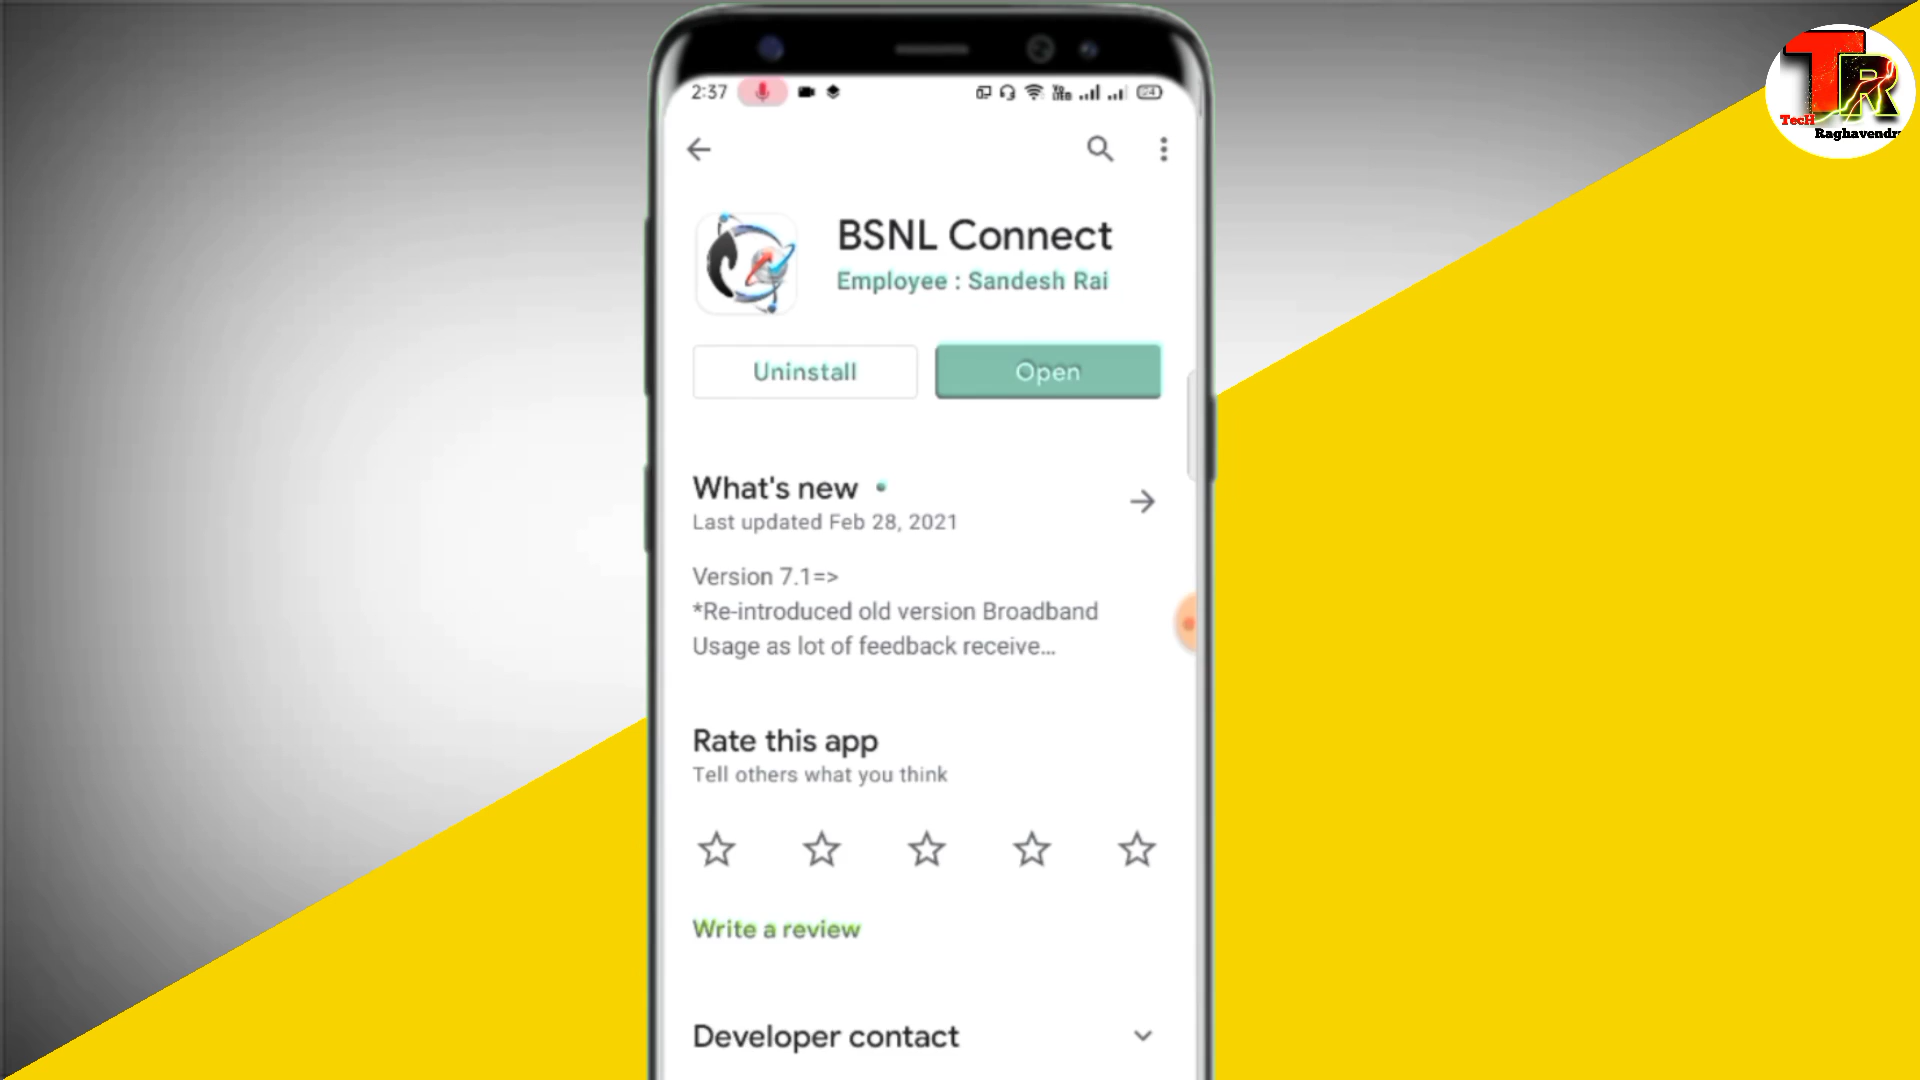 2:37
TR
TecH
Raghavendr
BSNL Connect
Employee : Sandesh Rai
Uninstall
Open
What's new
Last updated Feb 28, 2021
Version 7.1=>
*Re-introduced old version Broadband
Usage as lot of feedback receive...
Rate this app
Tell others what you think
Write a review
Developer contact